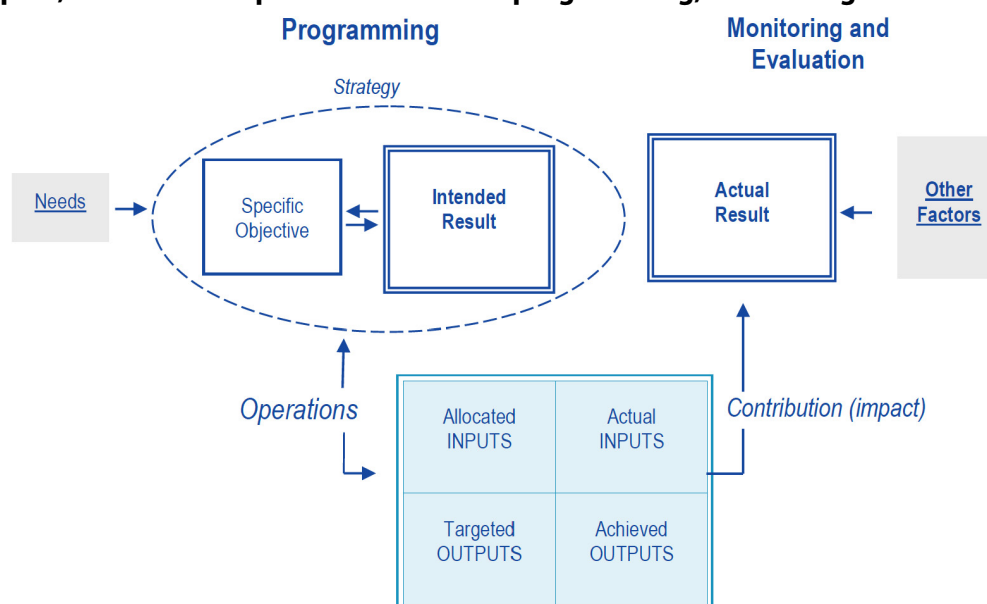 Programming
Monitoring and
Evaluation
Strategy
Needs
Specific
Objective
Intended
Result
Actual
Result
Other
Factors
Operations
Allocated
INPUTS
Actual
INPUTS
Contribution (impact)
Targeted
OUTPUTS
Achieved
OUTPUTS